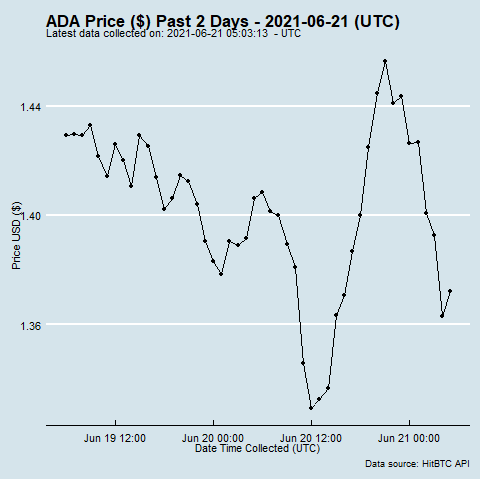 ADA Price ($) Past 2 Days - 2021-06-21 (UTC)
Latest data collected on: 2021-06-21 05:03:13 - UTC
1.44
1.40
1.36
Price USD ($)
Jun 19 12:00 Jun 20 00:00 Jun 20 12:00 Jun 21 00:00
Date Time Collected (UTC)
Data source: HitBTC API